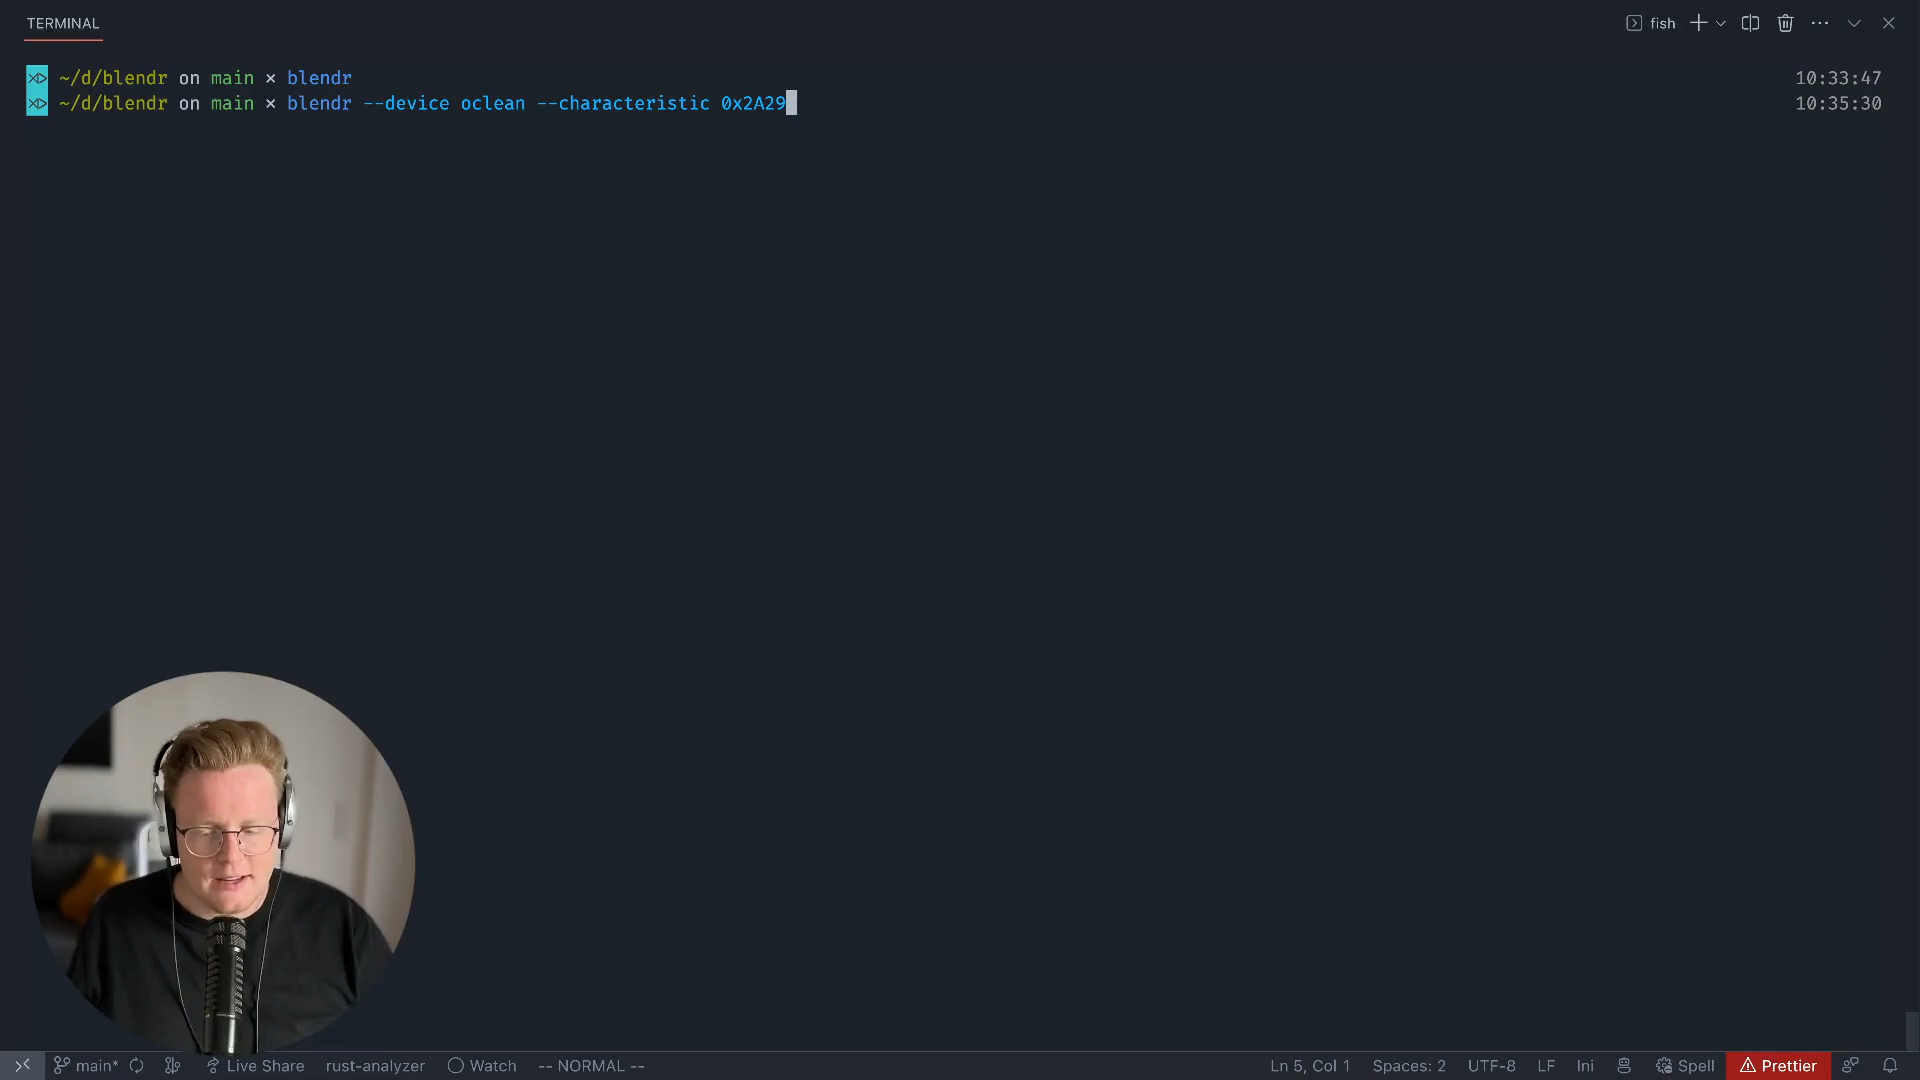 TERMINAL
fish
~/d/blendr on main × blendr 10:33:47
~/d/blendr on main × blendr --device oclean --characteristic 0x2A29 10:35:30
main* Live Share rust-analyzer Watch -- NORMAL -- Ln 5, Col 1 Spaces: 2 UTF-8 LF Ini Spell Prettier